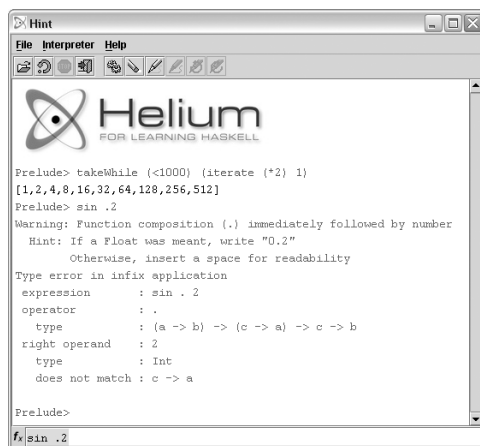 Hint
File Interpreter Help
Helium
FOR LEARNING HASKELL
Prelude> takeWhile (<1000) (iterate (*2) 1)
[1,2,4,8,16,32,64,128,256,512]
Prelude> sin .2
Warning: Function composition (.) immediately followed by number
  Hint: If a Float was meant, write "0.2"
        Otherwise, insert a space for readability
Type error in infix application
 expression       : sin . 2
 operator         : .
   type           : (a -> b) -> (c -> a) -> c -> b
 right operand    : 2
   type           : Int
   does not match : c -> a
Prelude>
fx sin .2